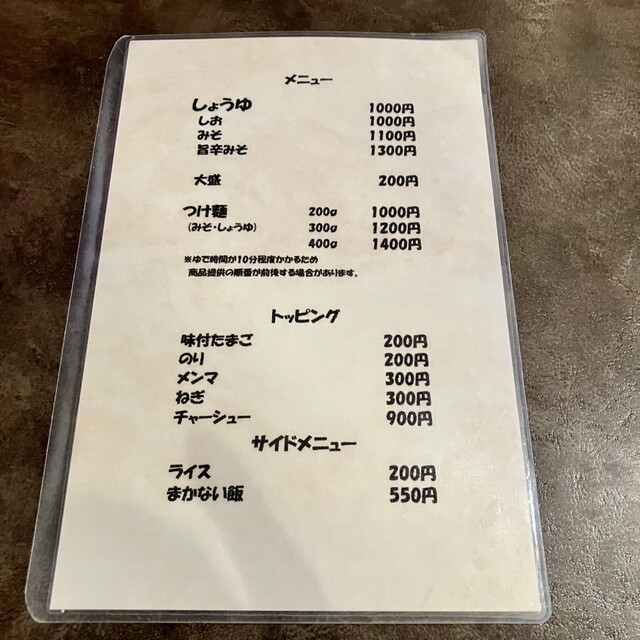 メニュー
しょうゆ 1000円
しお 1000円
みそ 1100円
旨辛みそ 1300円
大盛 200円
つけ麺 200g 1000円
(みそ・しょうゆ) 300g 1200円
400g 1400円
※ゆで時間が10分程度かかるため
商品提供の順番が前後する場合があります。
トッピング
味付たまご 200円
のり 200円
メンマ 300円
ねぎ 300円
チャーシュー 900円
サイドメニュー
ライス 200円
まかない飯 550円